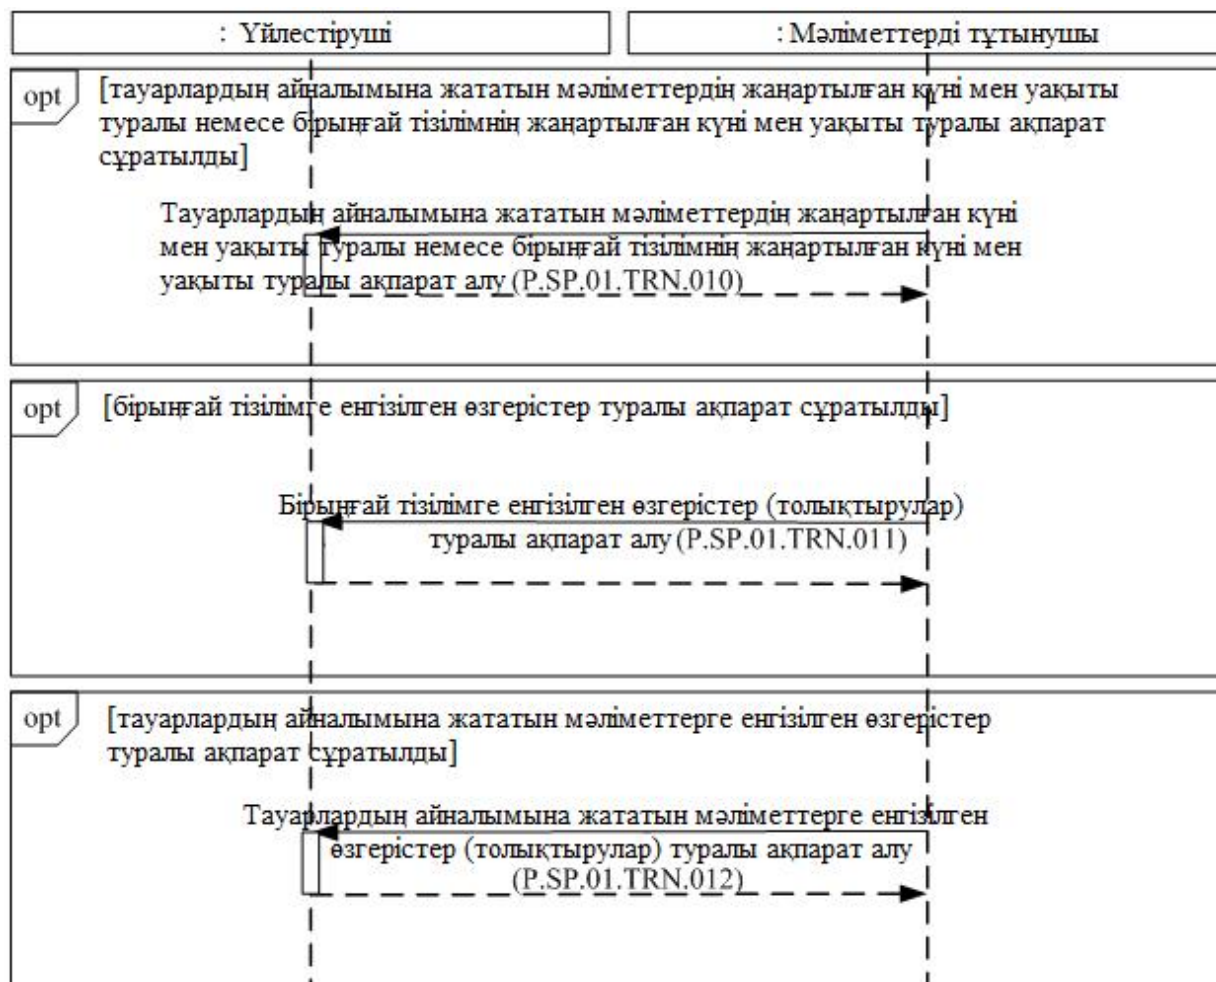 : Үйлестіруші
: Мәліметтерді тұтынушы
opt
[тауарлардың айналымына жататын мәліметтердің жаңартылған күні мен уақыты
туралы немесе бірыңғай тізілімнің жаңартылған күні мен уақыты туралы ақпарат
сұратылды]
Тауарлардың айналымына жататын мәліметтердің жаңартылған күні
мен уақыты туралы немесе бірыңғай тізілімнің жаңартылған күні мен
уақыты туралы ақпарат алу (P.SP.01.TRN.010)
opt
[бірыңғай тізілімге енгізілген өзгерістер туралы ақпарат сұратылды]
Бірыңғай тізілімге енгізілген өзгерістер (толықтырулар)
туралы ақпарат алу (P.SP.01.TRN.011)
opt
[тауарлардың айналымына жататын мәліметтерге енгізілген өзгерістер
туралы ақпарат сұратылды]
Тауарлардың айналымына жататын мәліметтерге енгізілген
өзгерістер (толықтырулар) туралы ақпарат алу
(P.SP.01.TRN.012)